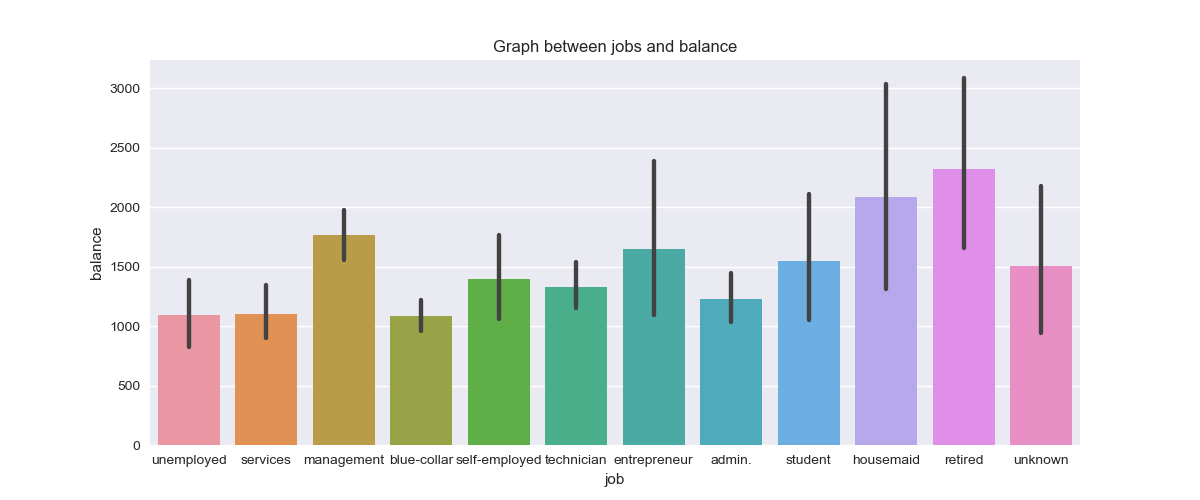 Graph between jobs and balance
3000
2500
2000
1500
1000
500
0
balance
unemployed services management blue-collar self-employed technician entrepreneur admin. student housemaid retired unknown
job